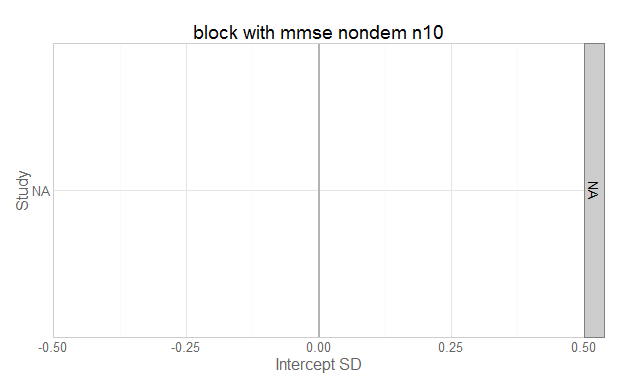 block with mmse nondem n10
Study
NA
NA
-0.50 -0.25 0.00 0.25 0.50
Intercept SD